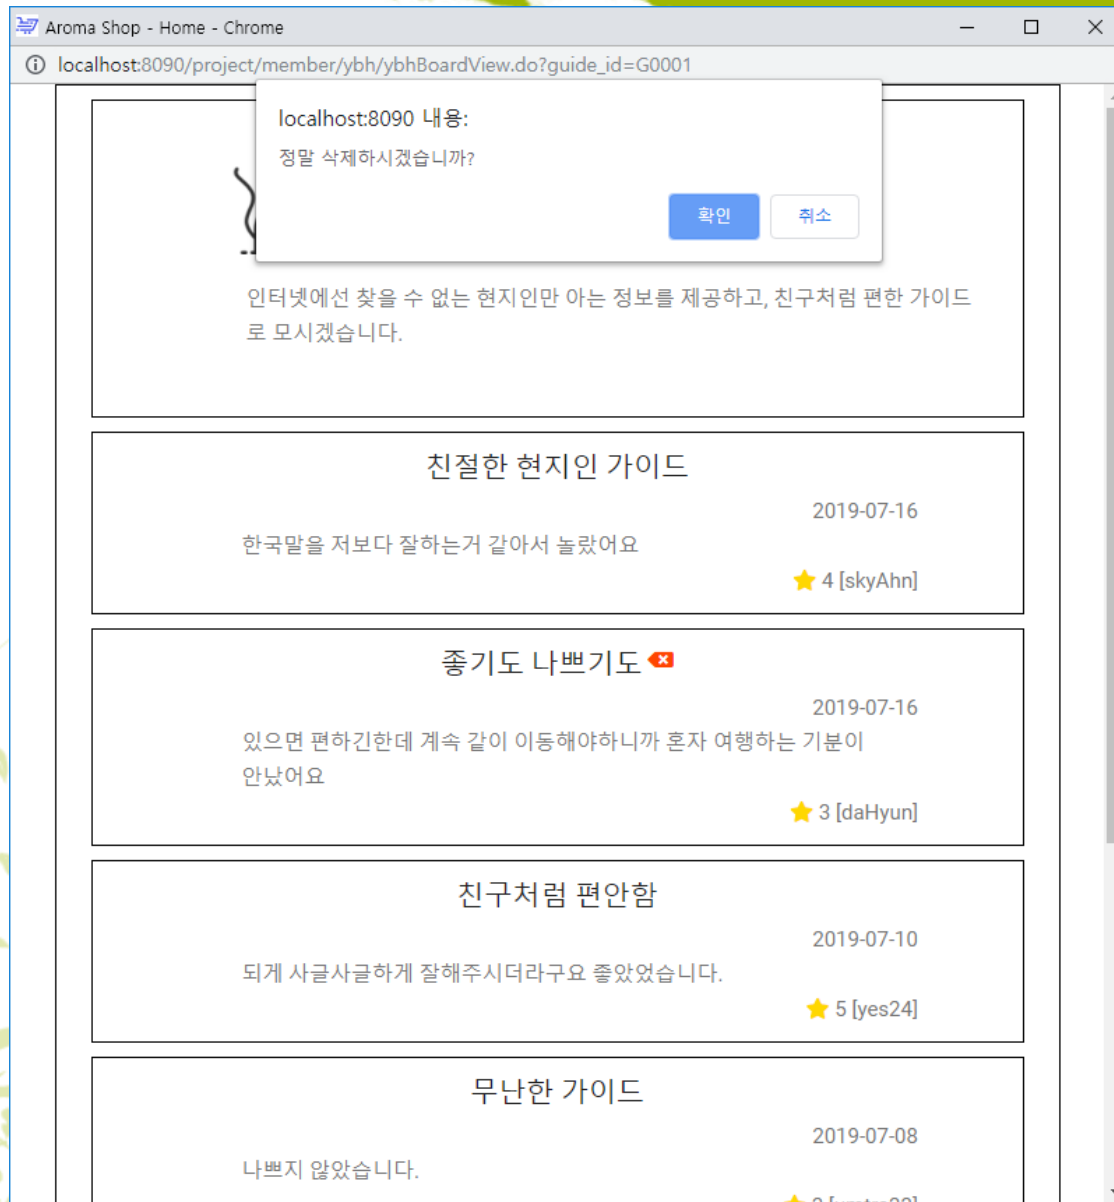 Aroma Shop - Home - Chrome
localhost:8090/project/member/ybh/ybhBoardView.do?guide_id=G0001
localhost:8090 내용:
정말 삭제하시겠습니까?
확인 취소
인터넷에선 찾을 수 없는 현지인만 아는 정보를 제공하고, 친구처럼 편한 가이드
로 모시겠습니다.
친절한 현지인 가이드
2019-07-16
한국말을 저보다 잘하는거 같아서 놀랐어요
4 [skyAhn]
좋기도 나쁘기도
2019-07-16
있으면 편하긴한데 계속 같이 이동해야하니까 혼자 여행하는 기분이
안났어요
3 [daHyun]
친구처럼 편안함
2019-07-10
되게 사글사글하게 잘해주시더라구요 좋았었습니다.
5 [yes24]
무난한 가이드
2019-07-08
나쁘지 않았습니다.